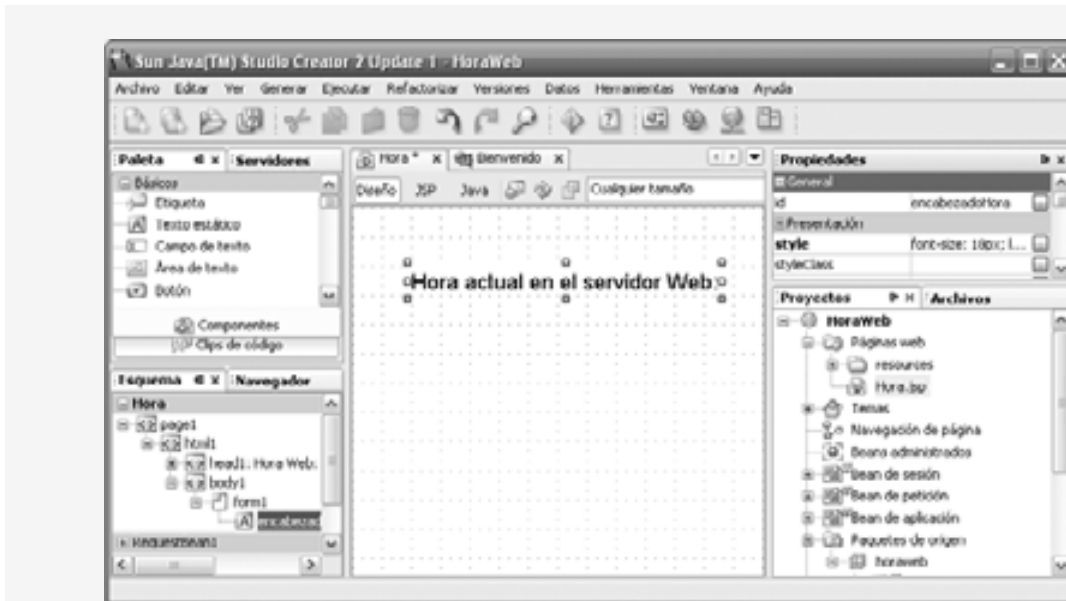 Sun Java(TM) Studio Creator 2 Update 1 - HoraWeb
Archivo Editar Ver Generar Ejecutar Refactorizar Versiones Datos Herramientas Ventana Ayuda
Paleta
Servidores
Básicos
Etiqueta
Texto estático
Campo de texto
Área de texto
Botón
Componentes
Clips de código
Esquema
Navegador
Hora
page1
html1
head1: Hora Web:
body1
form1
encabezad
RequestBean1
Hora *
Bienvenido
Diseño JSP Java Cualquier tamaño
Hora actual en el servidor Web:
Propiedades
General
id encabezadoHora
Presentación
style font-size: 18px; l...
styleClass
Proyectos
Archivos
HoraWeb
Páginas web
resources
Hora.jsp
Temas
Navegación de página
Beans administrados
Bean de sesión
Bean de petición
Bean de aplicación
Paquetes de origen
horaweb